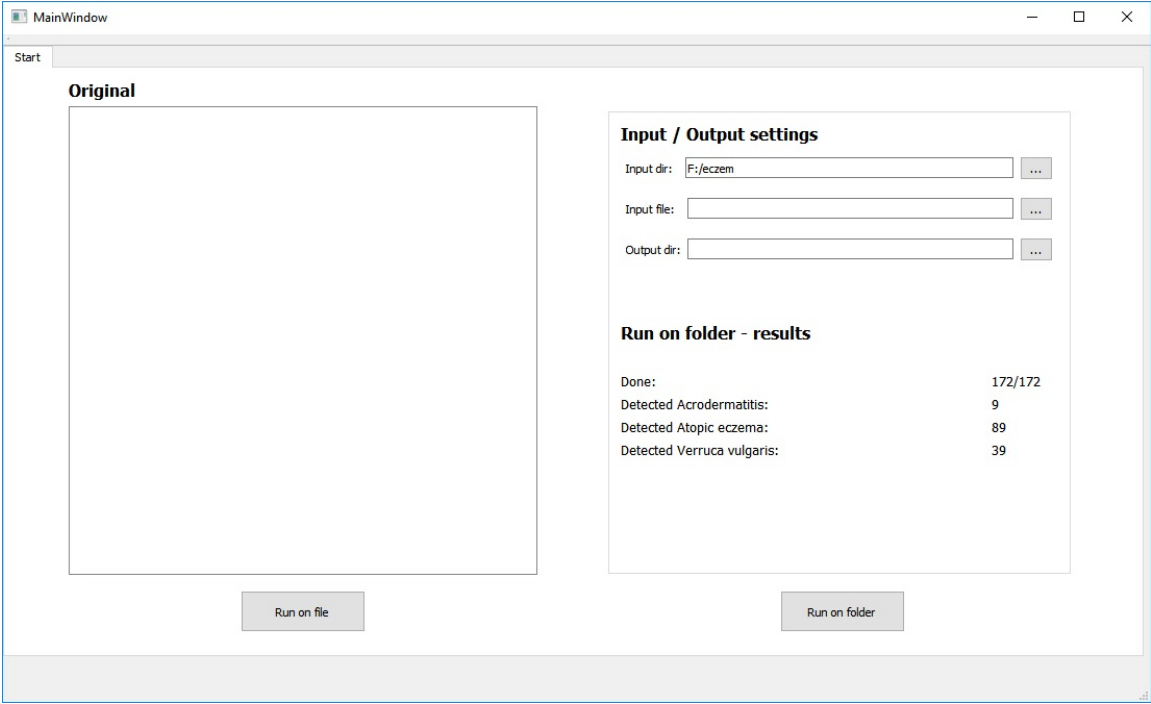 MainWindow
Start
Original
Input / Output settings
Input dir: F:/eczem ...
Input file: ...
Output dir: ...
Run on folder - results
Done: 172/172
Detected Acrodermatitis: 9
Detected Atopic eczema: 89
Detected Verruca vulgaris: 39
Run on file
Run on folder